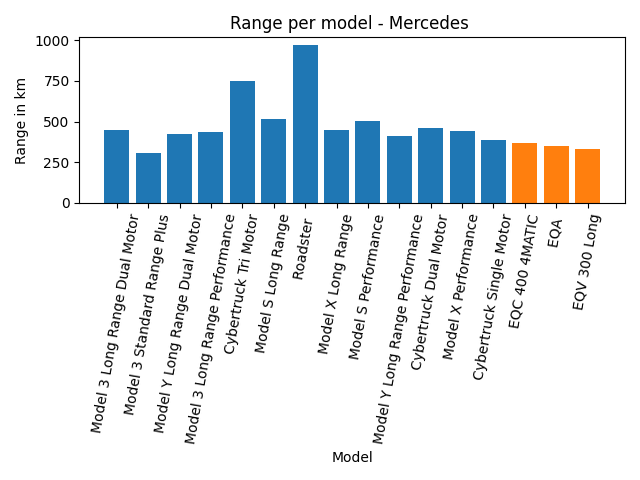 Range per model - Mercedes
Range in km
1000
750
500
250
0
Model 3 Long Range Dual Motor
Model 3 Standard Range Plus
Model Y Long Range Dual Motor
Model 3 Long Range Performance
Cybertruck Tri Motor
Model S Long Range
Roadster
Model X Long Range
Model S Performance
Model Y Long Range Performance
Cybertruck Dual Motor
Model X Performance
Cybertruck Single Motor
EQC 400 4MATIC
EQA
EQV 300 Long
Model